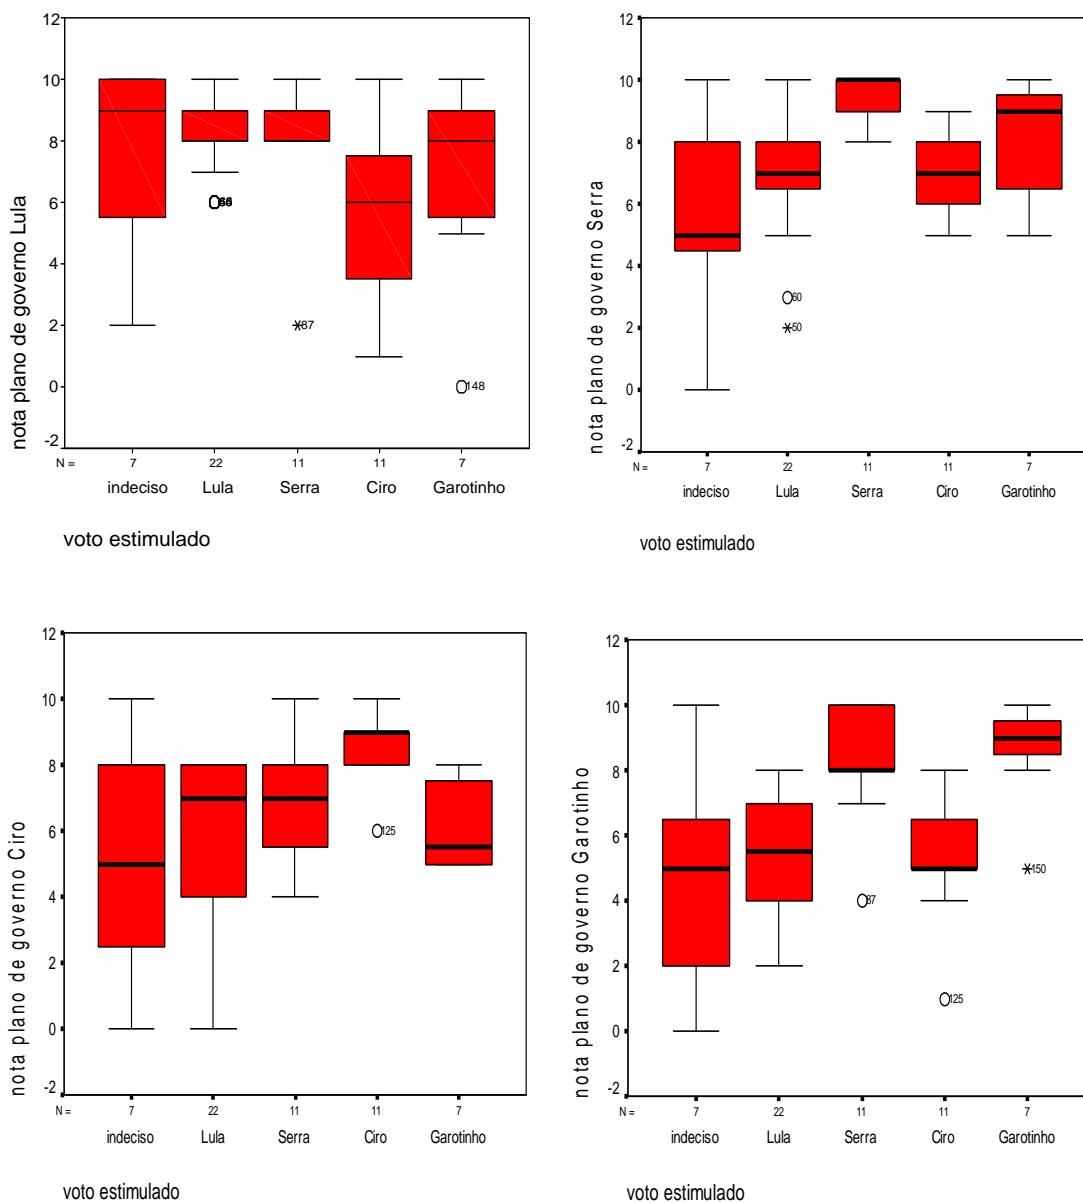 nota plano de governo Lula
12
10
8
6
4
2
0
-2
66
87
148
N = 7 22 11 11 7
indeciso Lula Serra Ciro Garotinho
voto estimulado
nota plano de governo Serra
12
10
8
6
4
2
0
-2
60
50
N = 7 22 11 11 7
indeciso Lula Serra Ciro Garotinho
voto estimulado
nota plano de governo Ciro
12
10
8
6
4
2
0
-2
125
N = 7 22 11 11 7
indeciso Lula Serra Ciro Garotinho
voto estimulado
nota plano de governo Garotinho
12
10
8
6
4
2
0
-2
87
125
150
N = 7 22 11 11 7
indeciso Lula Serra Ciro Garotinho
voto estimulado